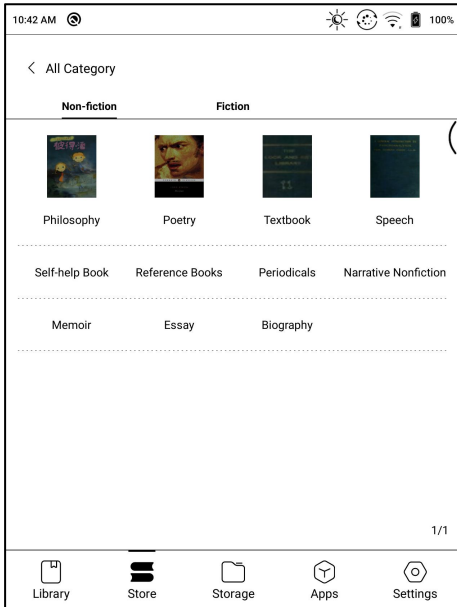 10:42 AM 100%
All Category
Non-fiction Fiction
Philosophy Poetry Textbook Speech
Self-help Book Reference Books Periodicals Narrative Nonfiction
Memoir Essay Biography
1/1
Library Store Storage Apps Settings